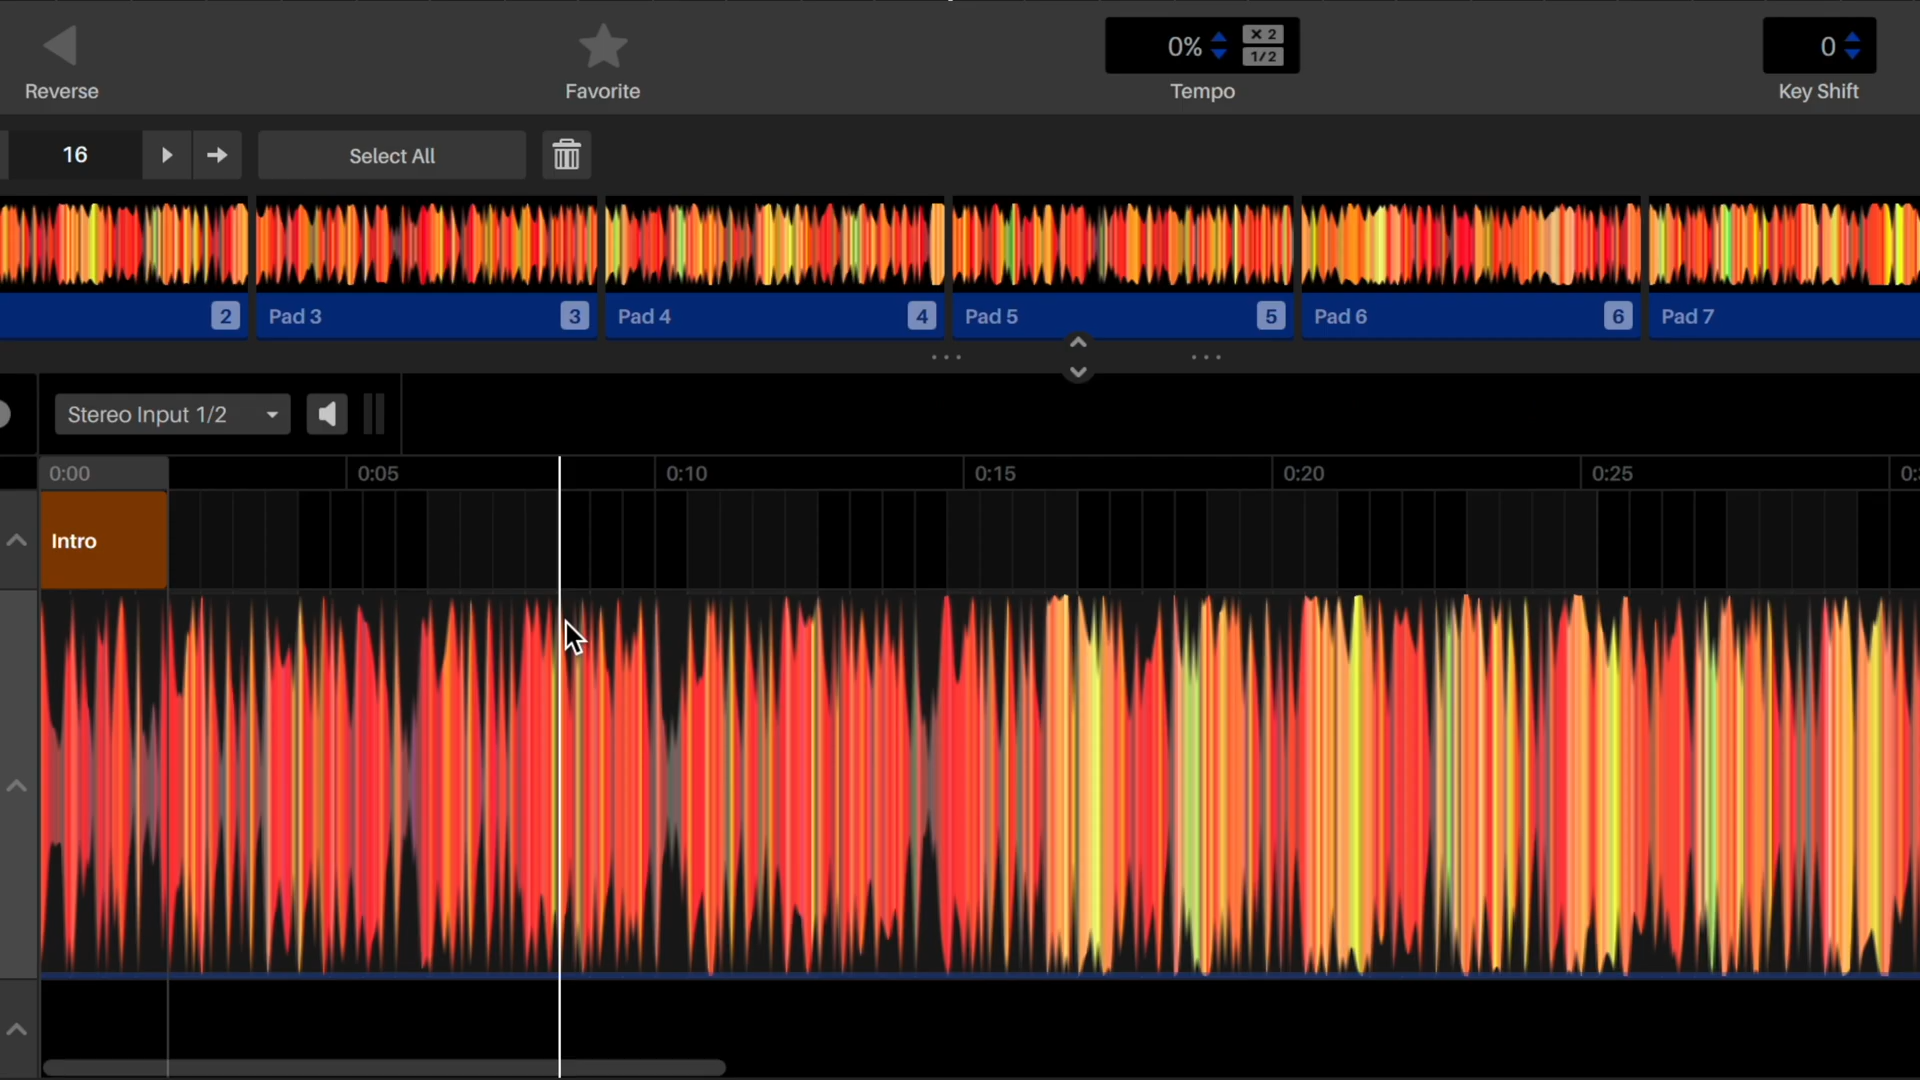 0% × 2
1/2
0
Reverse
Favorite
Tempo
Key Shift
16
Select All
2
Pad 3
3
Pad 4
4
Pad 5
5
Pad 6
6
Pad 7
Stereo Input 1/2
0:00
0:05
0:10
0:15
0:20
0:25
Intro